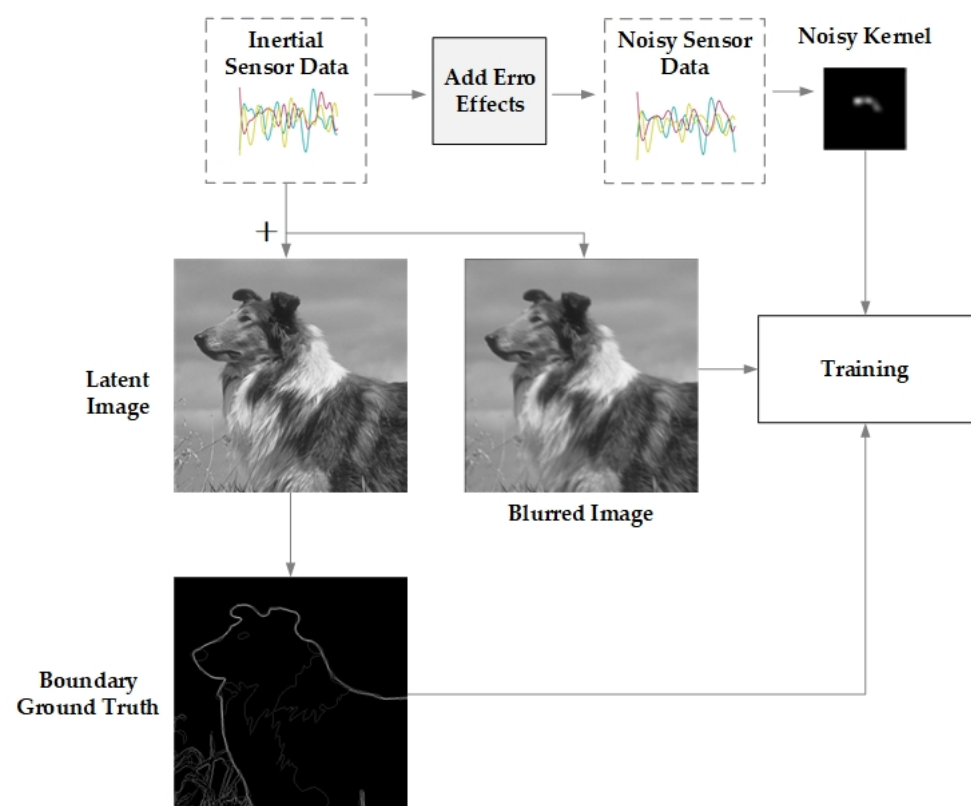 Inertial
Sensor Data
Add Erro
Effects
Noisy Sensor
Data
Noisy Kernel
+
Latent
Image
Blurred Image
Training
Boundary
Ground Truth